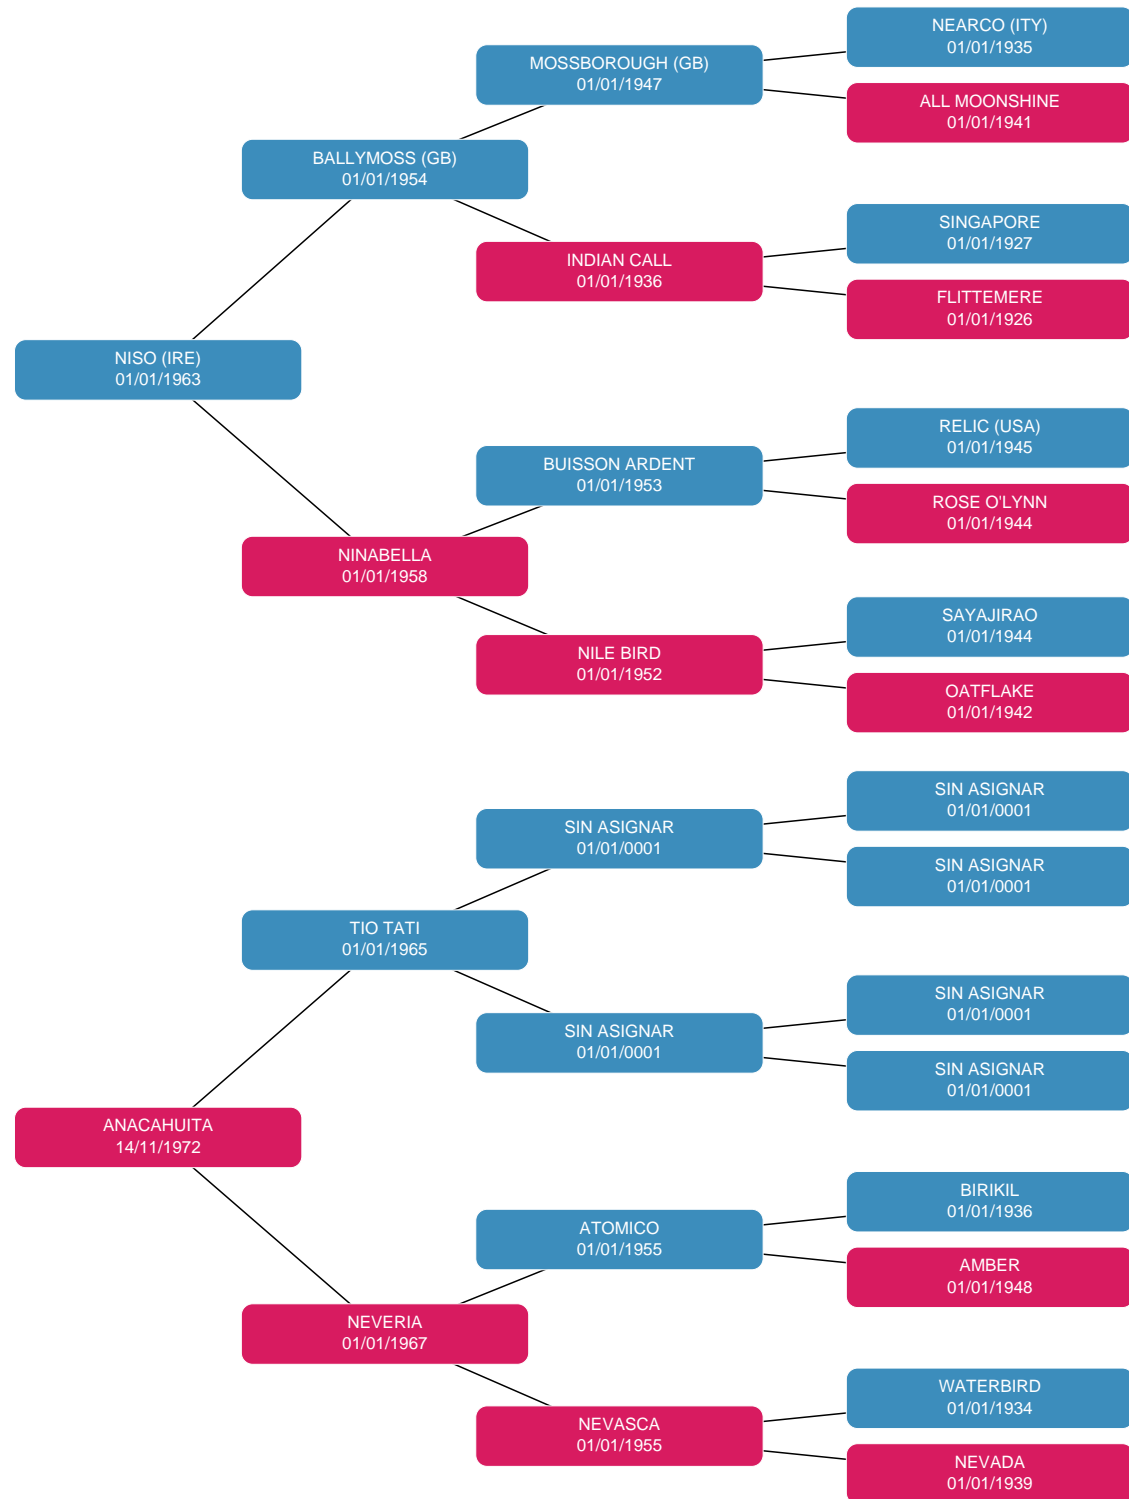 NEARCO (ITY)
01/01/1935
MOSSBOROUGH (GB)
01/01/1947
ALL MOONSHINE
01/01/1941
BALLYMOSS (GB)
01/01/1954
SINGAPORE
01/01/1927
INDIAN CALL
01/01/1936
FLITTEMERE
01/01/1926
NISO (IRE)
01/01/1963
RELIC (USA)
01/01/1945
BUISSON ARDENT
01/01/1953
ROSE O'LYNN
01/01/1944
NINABELLA
01/01/1958
SAYAJIRAO
01/01/1944
NILE BIRD
01/01/1952
OATFLAKE
01/01/1942
SIN ASIGNAR
01/01/0001
SIN ASIGNAR
01/01/0001
SIN ASIGNAR
01/01/0001
TIO TATI
01/01/1965
SIN ASIGNAR
01/01/0001
SIN ASIGNAR
01/01/0001
SIN ASIGNAR
01/01/0001
ANACAHUITA
14/11/1972
BIRIKIL
01/01/1936
ATOMICO
01/01/1955
AMBER
01/01/1948
NEVERIA
01/01/1967
WATERBIRD
01/01/1934
NEVASCA
01/01/1955
NEVADA
01/01/1939